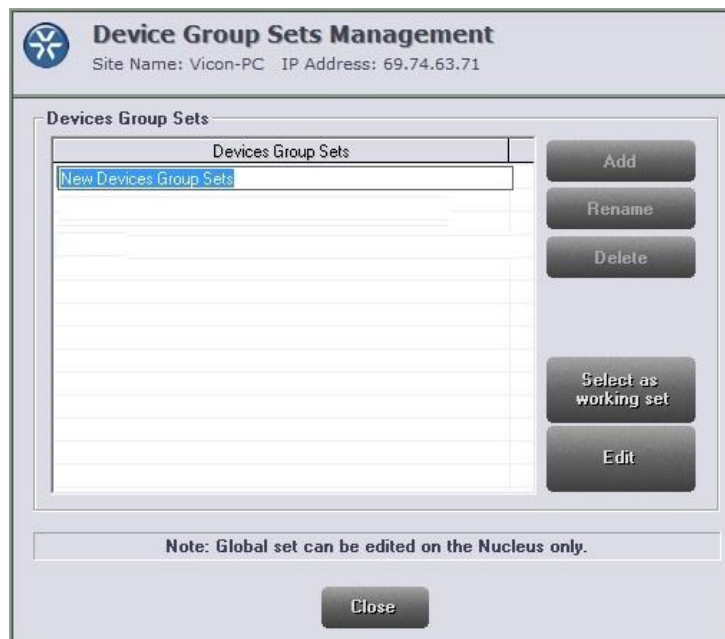 Device Group Sets Management
Site Name: Vicon-PC IP Address: 69.74.63.71
Devices Group Sets
Devices Group Sets
New Devices Group Sets
Add
Rename
Delete
Select as
working set
Edit
Note: Global set can be edited on the Nucleus only.
Close